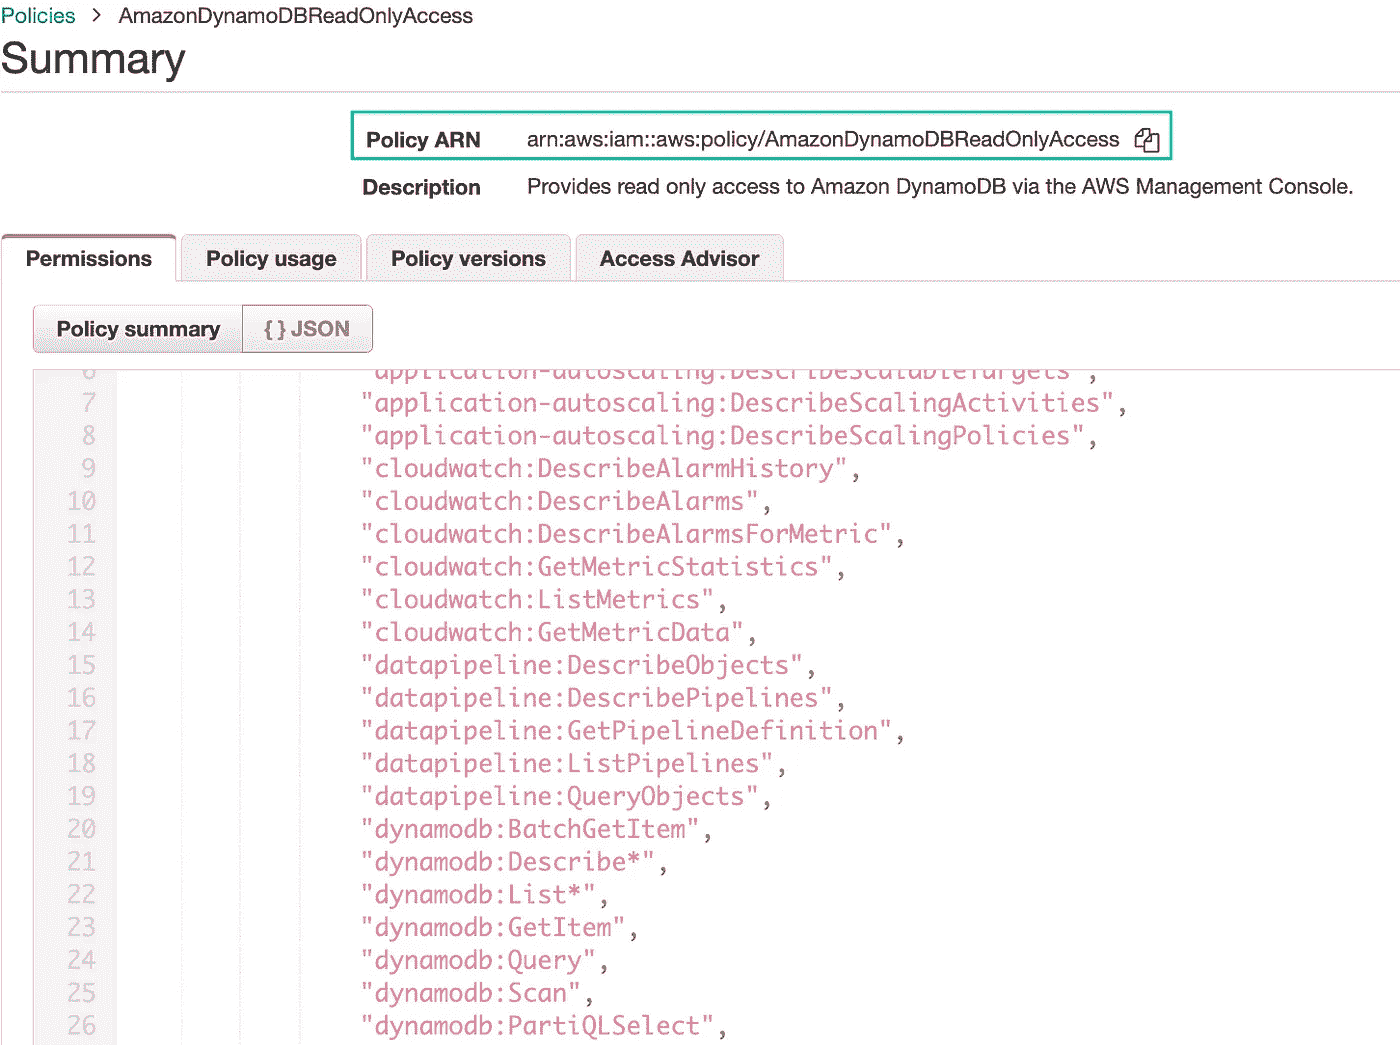 Policies > AmazonDynamoDBReadOnlyAccess
Summary
Policy ARN arn:aws:iam::aws:policy/AmazonDynamoDBReadOnlyAccess
Description Provides read only access to Amazon DynamoDB via the AWS Management Console.
Permissions Policy usage Policy versions Access Advisor
Policy summary { } JSON
6 "application-autoscaling:DescribeScalableTargets",
7 "application-autoscaling:DescribeScalingActivities",
8 "application-autoscaling:DescribeScalingPolicies",
9 "cloudwatch:DescribeAlarmHistory",
10 "cloudwatch:DescribeAlarms",
11 "cloudwatch:DescribeAlarmsForMetric",
12 "cloudwatch:GetMetricStatistics",
13 "cloudwatch:ListMetrics",
14 "cloudwatch:GetMetricData",
15 "datapipeline:DescribeObjects",
16 "datapipeline:DescribePipelines",
17 "datapipeline:GetPipelineDefinition",
18 "datapipeline:ListPipelines",
19 "datapipeline:QueryObjects",
20 "dynamodb:BatchGetItem",
21 "dynamodb:Describe*",
22 "dynamodb:List*",
23 "dynamodb:GetItem",
24 "dynamodb:Query",
25 "dynamodb:Scan",
26 "dynamodb:PartiQLSelect",